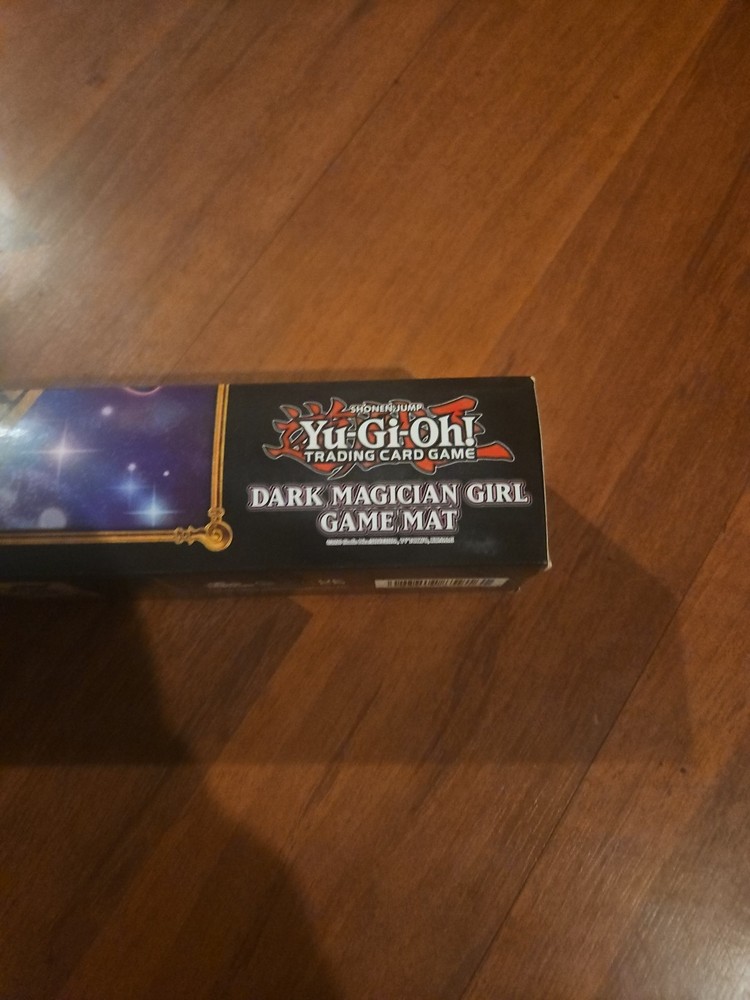 SHONEN JUMP
Yu-Gi-Oh!
TRADING CARD GAME
DARK MAGICIAN GIRL
GAME MAT